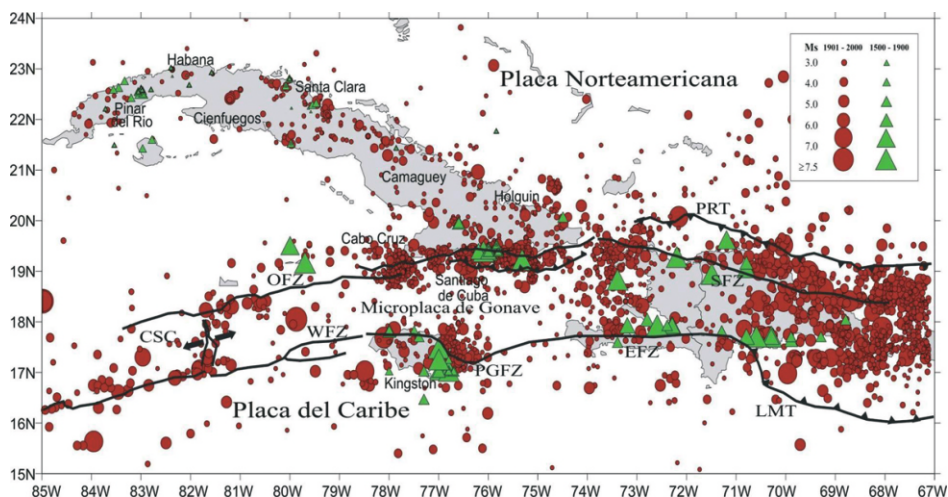 24N
23N
22N
21N
20N
19N
18N
17N
16N
15N
85W 84W 83W 82W 81W 80W 79W 78W 77W 76W 75W 74W 73W 72W 71W 70W 69W 68W 67W
Ms 1901 - 2000 1500 - 1900
3.0
4.0
5.0
6.0
7.0
≥7.5
Habana
Placa Norteamericana
Santa Clara
Pinar
del Rio
Cienfuegos
Camaguey
Holguin
PRT
Cabo Cruz
OFZ
Santiago
de Cuba
SFZ
Microplaca de Gonave
CSC
WFZ
EFZ
PGFZ
Kingston
Placa del Caribe
LMT